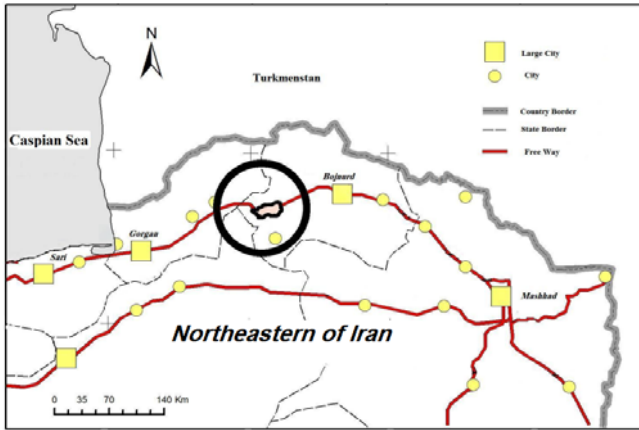 N
Turkmenstan
Large City
City
Country Border
State Border
Free Way
Caspian Sea
Bojnurd
Gorgan
Sari
Mashhad
Northeastern of Iran
0 35 70 140 Km